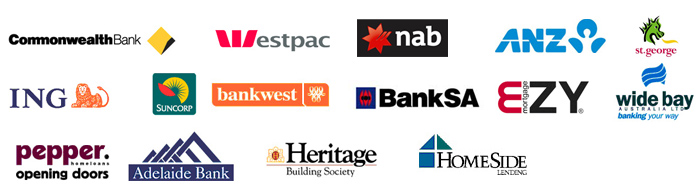 CommonwealthBank
Westpac
nab
ANZ
st.george
ING
SUNCORP
bankwest
BankSA
mortgage
EZY®
wide bay
AUSTRALIA LTD
banking your way
pepper.
homeloans
opening doors
Adelaide Bank
Heritage
Building Society
HOMESIDE
LENDING